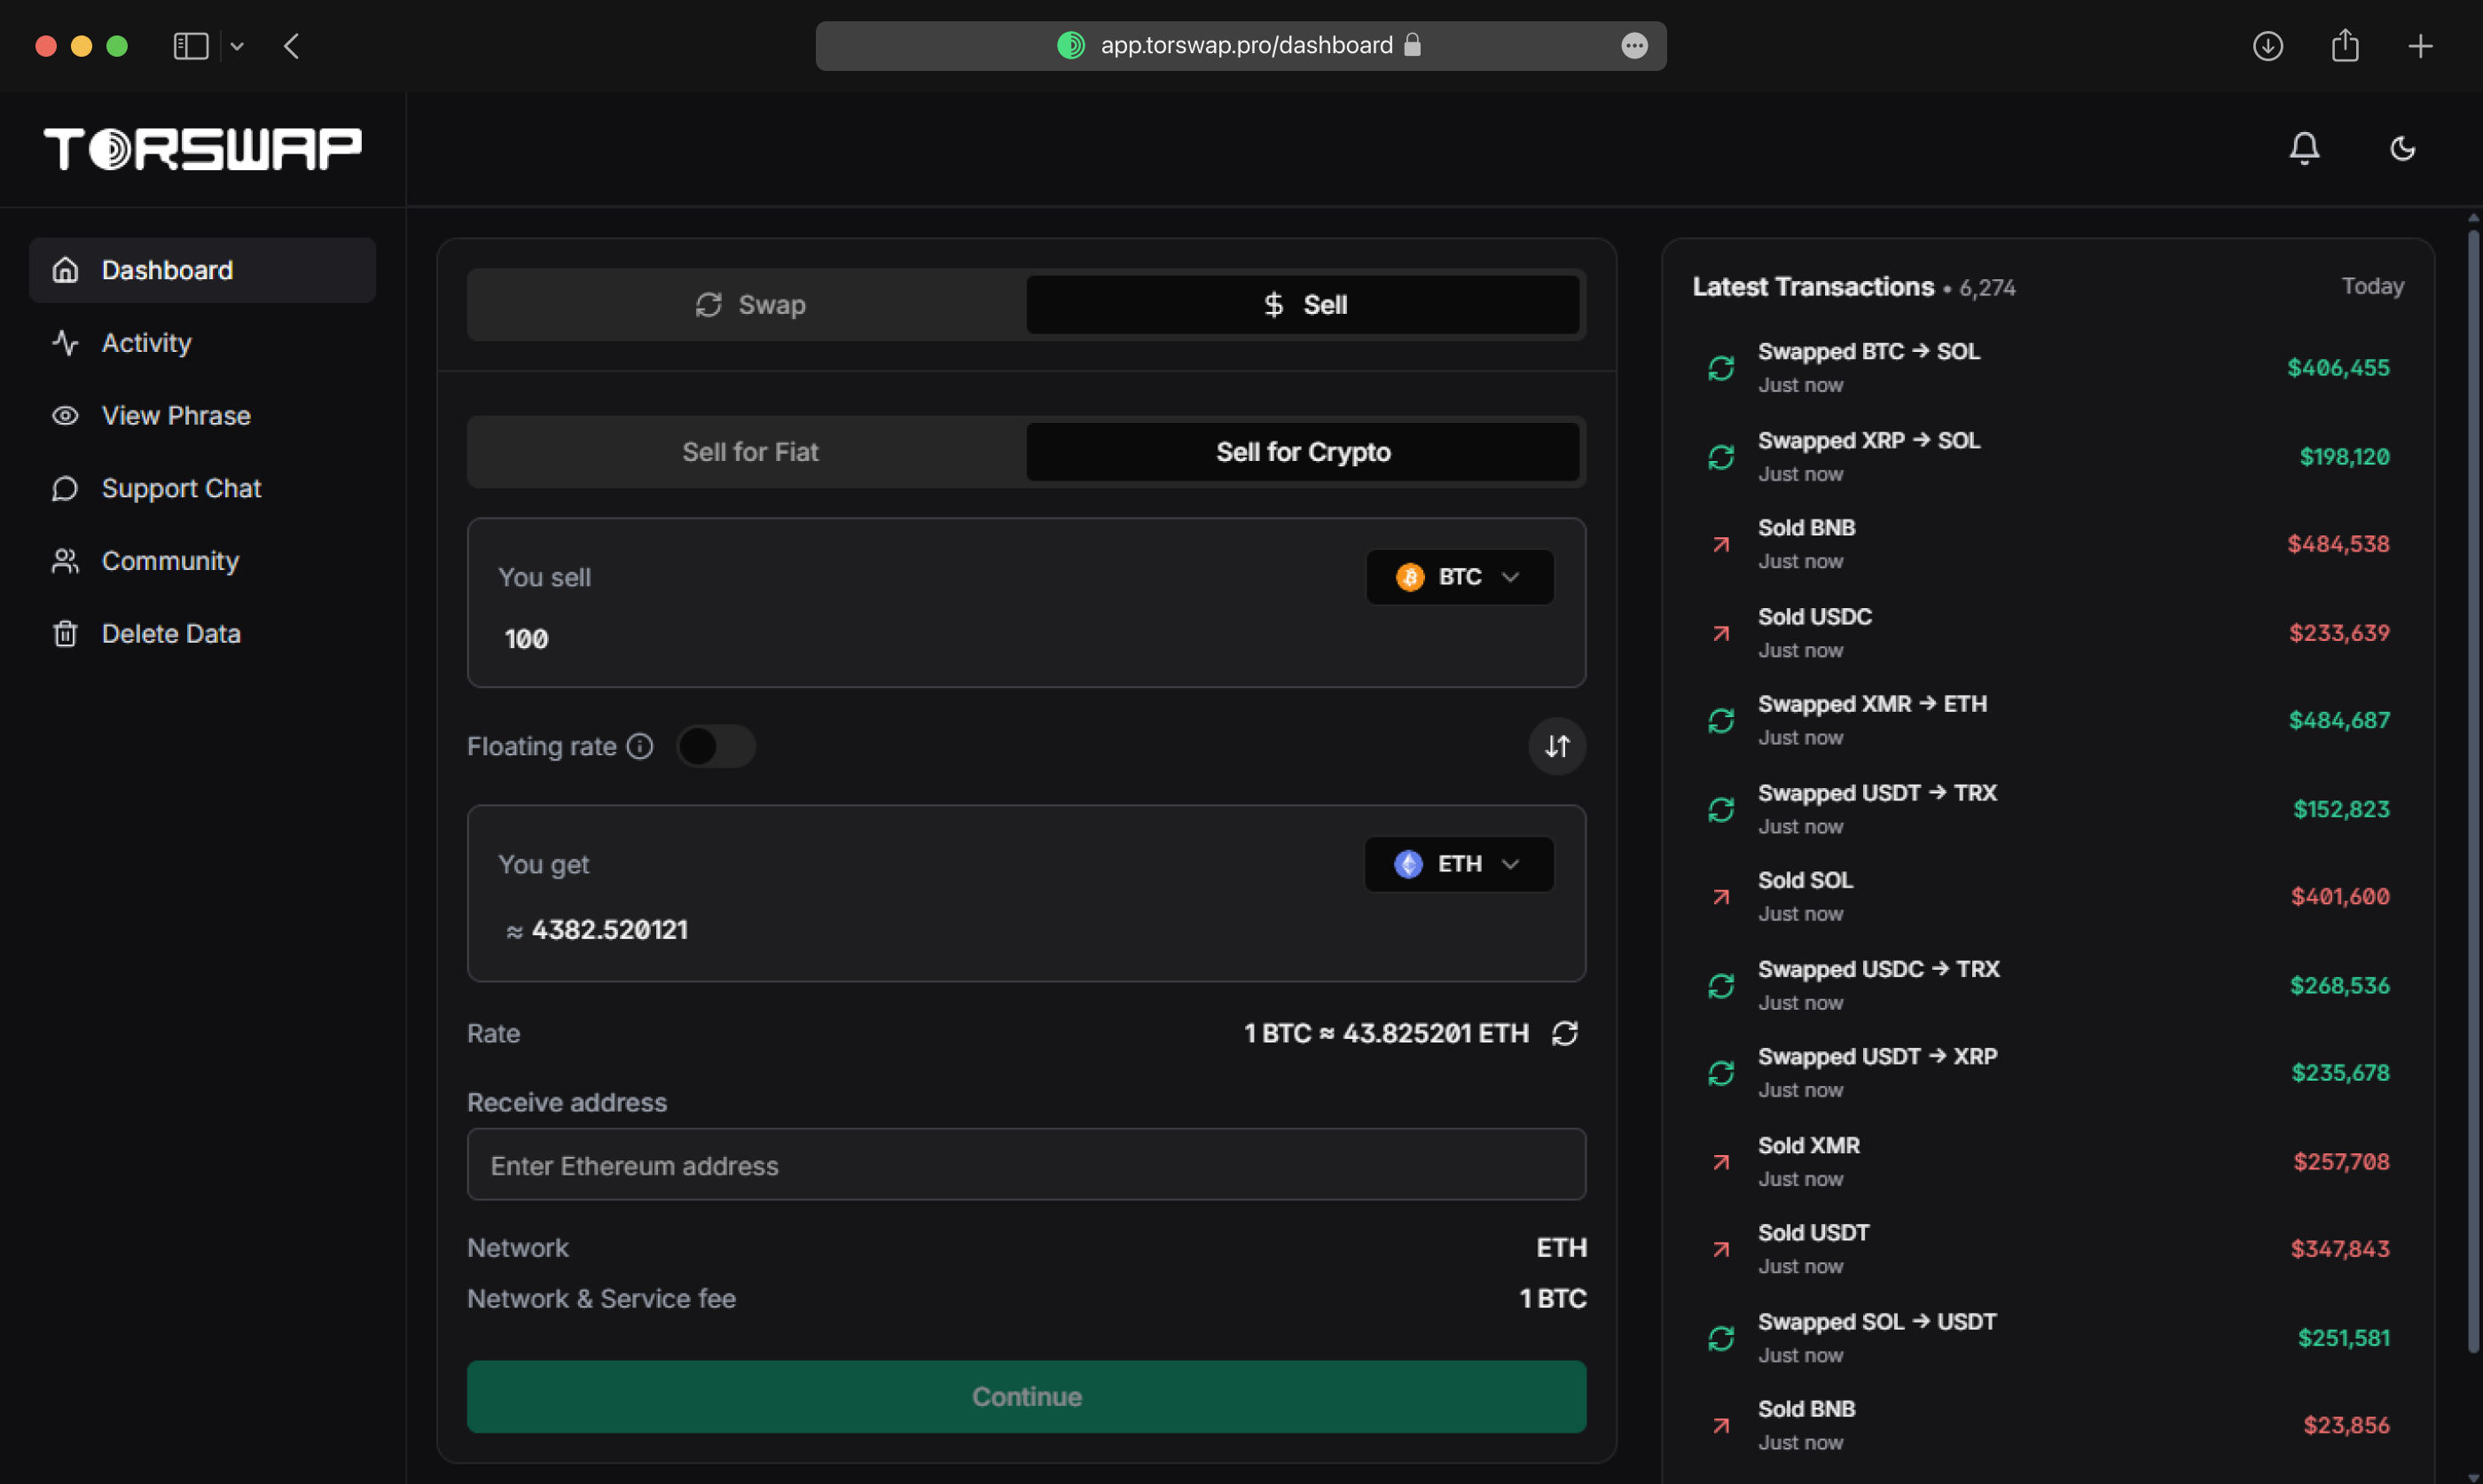 app.torswap.pro/dashboard
TORSWAP
Dashboard
Activity
View Phrase
Support Chat
Community
Delete Data
Swap
$ Sell
Sell for Fiat
Sell for Crypto
You sell
BTC
100
Floating rate
You get
ETH
≈ 4382.520121
Rate
1 BTC ≈ 43.825201 ETH
Receive address
Enter Ethereum address
Network
ETH
Network & Service fee
1 BTC
Continue
Latest Transactions • 6,274
Today
Swapped BTC → SOL
Just now
$406,455
Swapped XRP → SOL
Just now
$198,120
Sold BNB
Just now
$484,538
Sold USDC
Just now
$233,639
Swapped XMR → ETH
Just now
$484,687
Swapped USDT → TRX
Just now
$152,823
Sold SOL
Just now
$401,600
Swapped USDC → TRX
Just now
$268,536
Swapped USDT → XRP
Just now
$235,678
Sold XMR
Just now
$257,708
Sold USDT
Just now
$347,843
Swapped SOL → USDT
Just now
$251,581
Sold BNB
Just now
$23,856